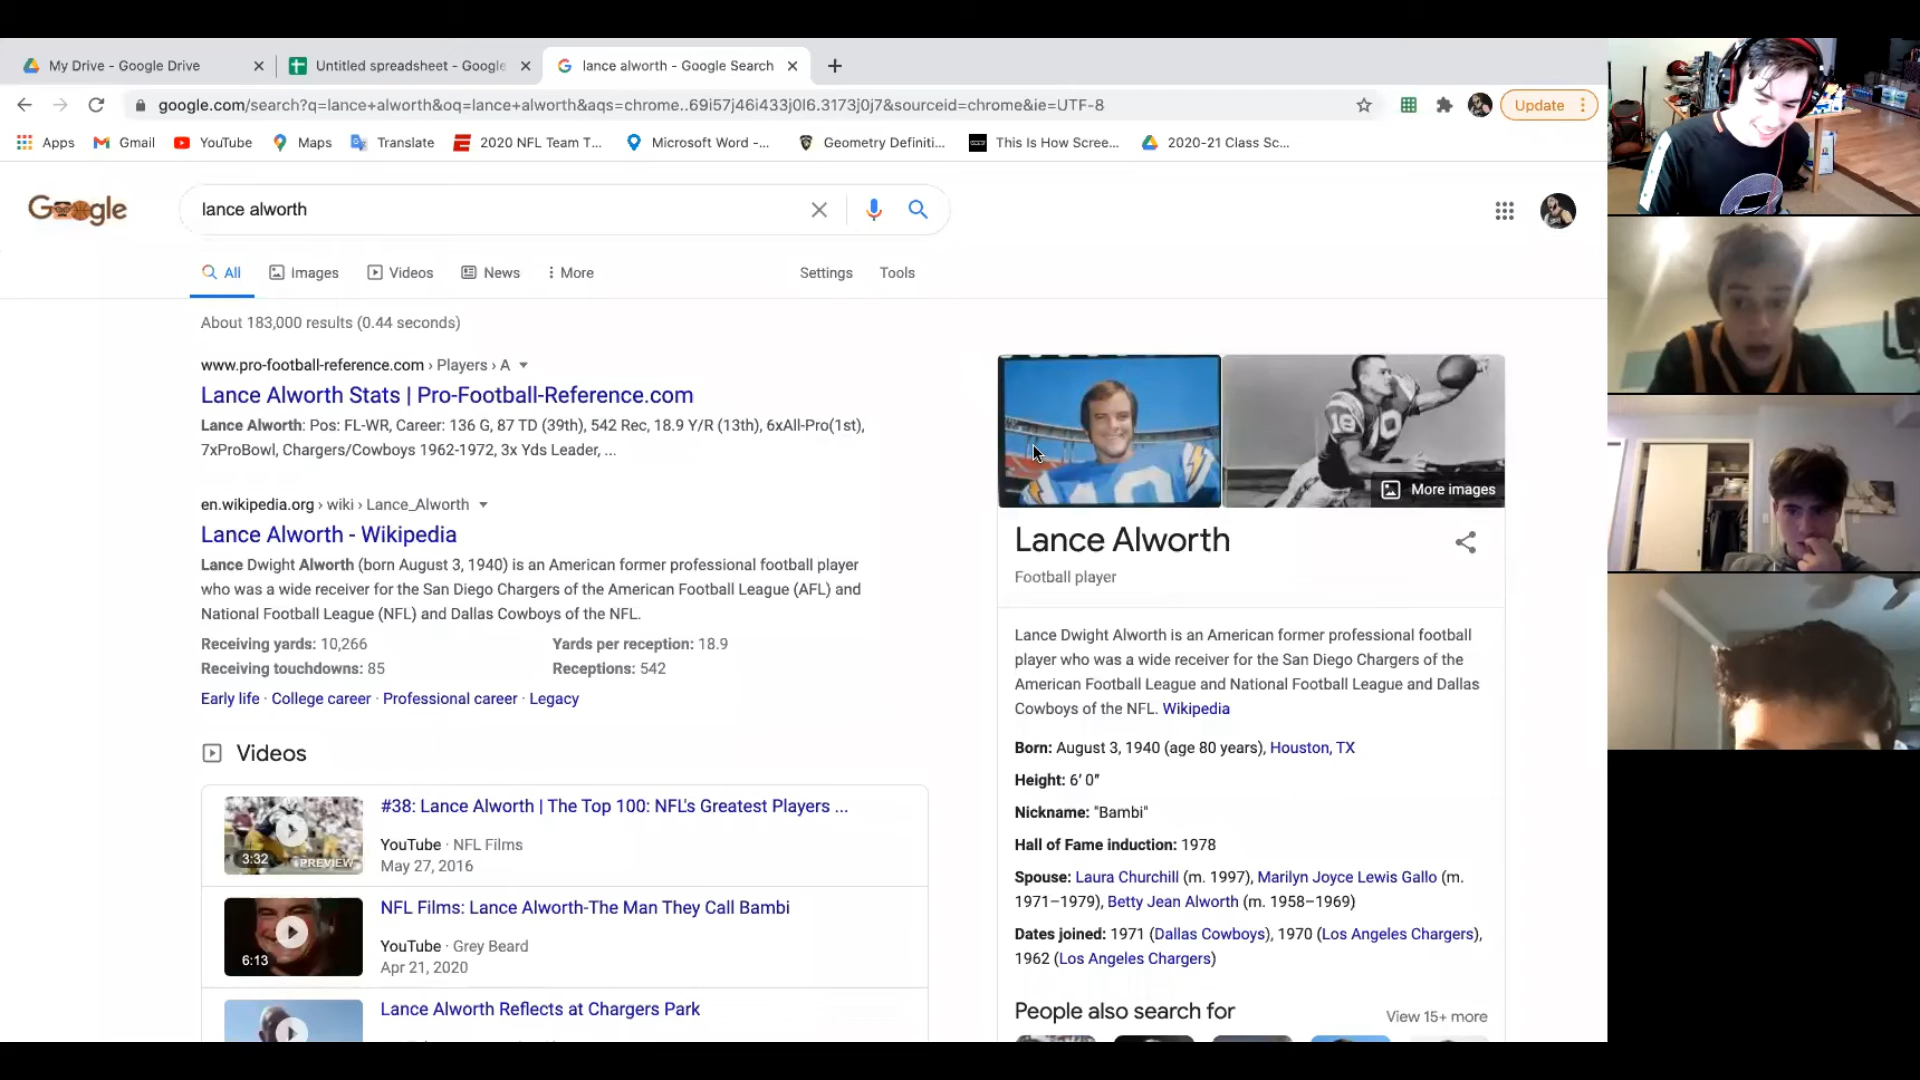 My Drive - Google Drive
Untitled spreadsheet - Google
lance alworth - Google Search
google.com/search?q=lance+alworth&oq=lance+alworth&aqs=chrome..69i57j46i433j0l6.3173j0j7&sourceid=chrome&ie=UTF-8
Update
Apps
Gmail
YouTube
Maps
Translate
2020 NFL Team T...
Microsoft Word -...
Geometry Definiti...
This Is How Scree...
2020-21 Class Sc...
Google
lance alworth
All
Images
Videos
News
More
Settings
Tools
About 183,000 results (0.44 seconds)
www.pro-football-reference.com › Players › A
Lance Alworth Stats | Pro-Football-Reference.com
Lance Alworth: Pos: FL-WR, Career: 136 G, 87 TD (39th), 542 Rec, 18.9 Y/R (13th), 6xAll-Pro(1st),
7xProBowl, Chargers/Cowboys 1962-1972, 3x Yds Leader, ...
en.wikipedia.org › wiki › Lance_Alworth
Lance Alworth - Wikipedia
Lance Dwight Alworth (born August 3, 1940) is an American former professional football player
who was a wide receiver for the San Diego Chargers of the American Football League (AFL) and
National Football League (NFL) and Dallas Cowboys of the NFL.
Receiving yards: 10,266 Yards per reception: 18.9
Receiving touchdowns: 85 Receptions: 542
Early life · College career · Professional career · Legacy
Videos
#38: Lance Alworth | The Top 100: NFL's Greatest Players ...
YouTube · NFL Films
May 27, 2016
3:32
PREVIEW
NFL Films: Lance Alworth-The Man They Call Bambi
YouTube · Grey Beard
Apr 21, 2020
6:13
Lance Alworth Reflects at Chargers Park
More images
Lance Alworth
Football player
Lance Dwight Alworth is an American former professional football
player who was a wide receiver for the San Diego Chargers of the
American Football League and National Football League and Dallas
Cowboys of the NFL. Wikipedia
Born: August 3, 1940 (age 80 years), Houston, TX
Height: 6′ 0″
Nickname: "Bambi"
Hall of Fame induction: 1978
Spouse: Laura Churchill (m. 1997), Marilyn Joyce Lewis Gallo (m.
1971–1979), Betty Jean Alworth (m. 1958–1969)
Dates joined: 1971 (Dallas Cowboys), 1970 (Los Angeles Chargers),
1962 (Los Angeles Chargers)
People also search for
View 15+ more